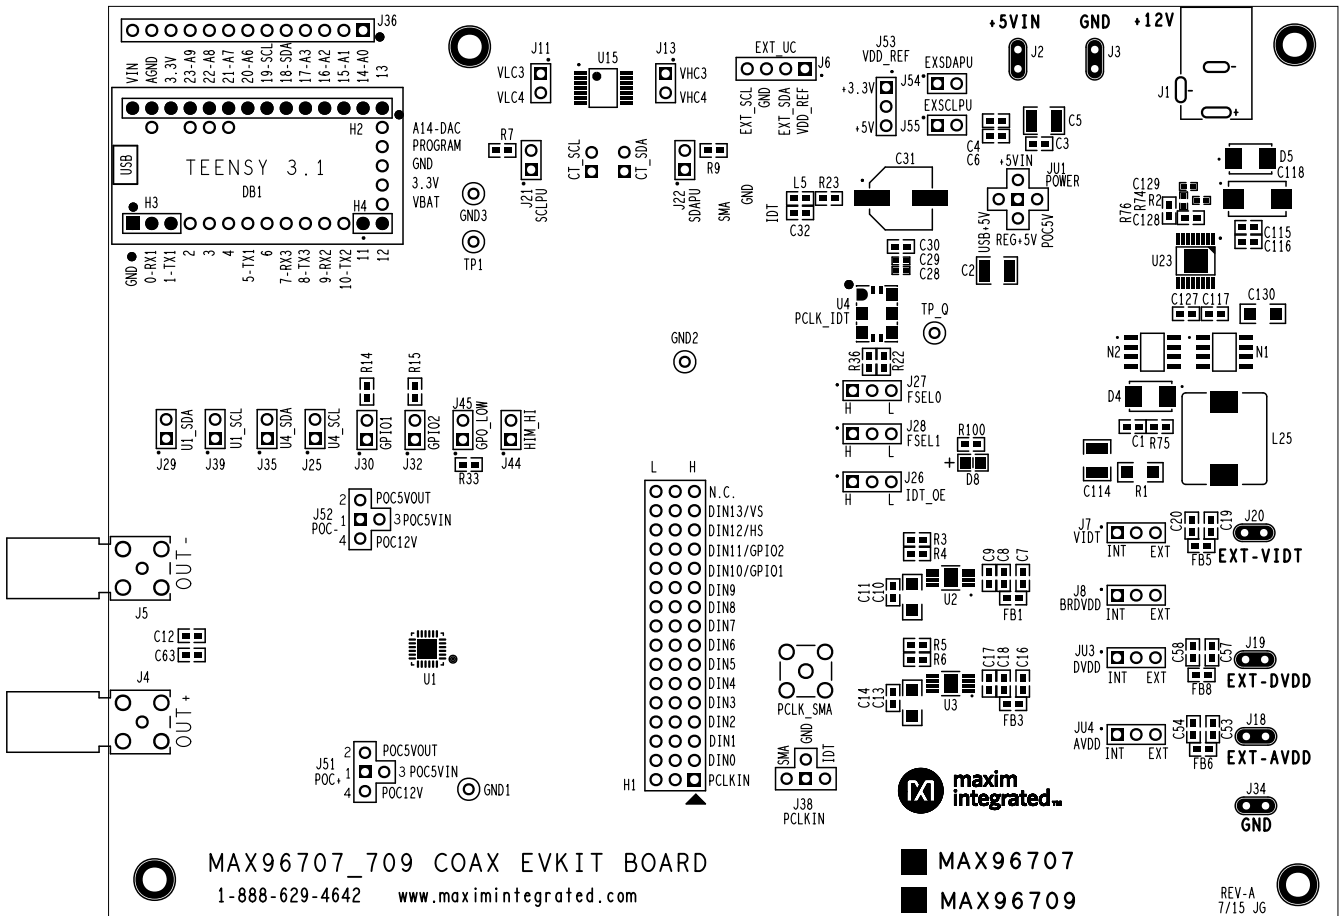 J36
VIN
AGND
3.3V
23-A9
22-A8
21-A7
20-A6
19-SCL
18-SDA
17-A3
16-A2
15-A1
14-A0
13
H2
A14-DAC
PROGRAM
GND
3.3V
VBAT
USB
TEENSY 3.1
DB1
H3
H4
GND
0-RX1
1-TX1
2
3
4
5-TX1
6
7-RX3
8-TX3
9-RX2
10-TX2
11
12
GND3
TP1
J11
VLC3
VLC4
U15
J13
VHC3
VHC4
R7
J21
SCLPU
CT_SCL
CT_SDA
J22
SDAPU
R9
SMA
GND
IDT
EXT_UC
J6
EXT_SCL
GND
EXT_SDA
VDD_REF
J53
VDD_REF
+3.3V
+5V
EXSDAPU
J54
EXSCLPU
J55
+5VIN
J2
GND
J3
+12V
J1
-
-
+
C5
C4
C6
C3
C31
L5
R23
C32
C30
C29
C28
+5VIN
JU1
POWER
USB+5V
REG+5V
POC5V
C2
D5
C118
C129
R2
R74
R76
C128
C115
C116
U23
C127
C117
C130
U4
PCLK_IDT
TP_Q
GND2
R36
R22
N2
N1
D4
C1
R75
L25
C114
R1
J27
FSEL0
H
L
J28
FSEL1
H
L
J26
IDT_OE
H
L
R100
+
D8
R14
R15
J29
U1_SDA
J39
U1_SCL
J35
U4_SDA
J25
U4_SCL
J30
GPIO1
J32
GPIO2
J45
GPO_LOW
R33
J44
HIM_HI
J52
POC-
2
1
4
POC5VOUT
3 POC5VIN
POC12V
L
H
N.C.
DIN13/VS
DIN12/HS
DIN11/GPIO2
DIN10/GPIO1
DIN9
DIN8
DIN7
DIN6
DIN5
DIN4
DIN3
DIN2
DIN1
DIN0
PCLKIN
H1
R3
R4
C11
C10
U2
C9
C8
C7
FB1
R5
R6
C14
C13
U3
C17
C18
C16
FB3
J7
VIDT
INT
EXT
C20
C19
FB5
J20
EXT-VIDT
J8
BRDVDD
INT
EXT
JU3
DVDD
INT
EXT
C58
C57
FB8
J19
EXT-DVDD
JU4
AVDD
INT
EXT
C54
C53
FB6
J18
EXT-AVDD
J34
GND
OUT-
J5
C12
C63
J4
OUT+
U1
J51
POC+
2
1
4
POC5VOUT
3 POC5VIN
POC12V
GND1
PCLK_SMA
SMA
GND
IDT
J38
PCLKIN
maxim
integrated™
MAX96707_709 COAX EVKIT BOARD
1-888-629-4642 www.maximintegrated.com
MAX96707
MAX96709
REV-A
7/15 JG